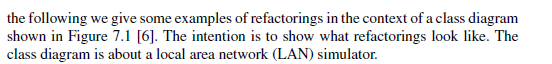 the following we give some examples of refactorings in the context of a class diagram
shown in Figure 7.1 [6]. The intention is to show what refactorings look like. The
class diagram is about a local area network (LAN) simulator.